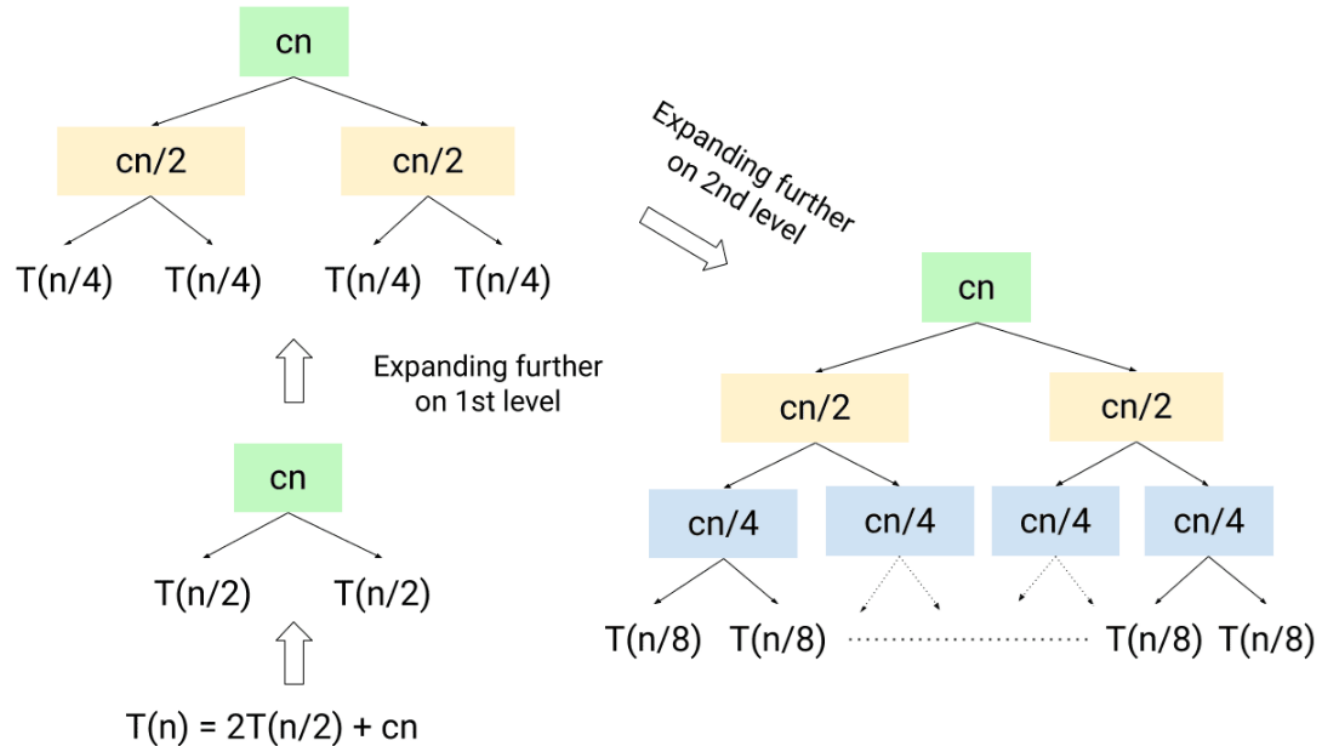 cn
cn/2 cn/2
T(n/4) T(n/4) T(n/4) T(n/4)
Expanding further
on 1st level
cn
T(n/2) T(n/2)
T(n) = 2T(n/2) + cn
Expanding further
on 2nd level
cn
cn/2 cn/2
cn/4 cn/4 cn/4 cn/4
T(n/8) T(n/8) T(n/8) T(n/8)